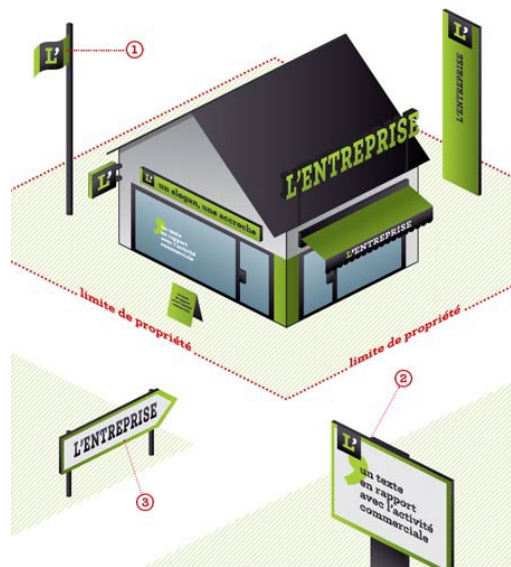 L'
1
L'
L'ENTREPRISE
L'ENTREPRISE
L'
L'
un slogan, une accroche
un texte
en rapport
avec l'activité
commerciale
L'ENTREPRISE
limite de propriété
limite de propriété
2
L'ENTREPRISE
3
L'
un texte
en rapport
avec l'activité
commerciale